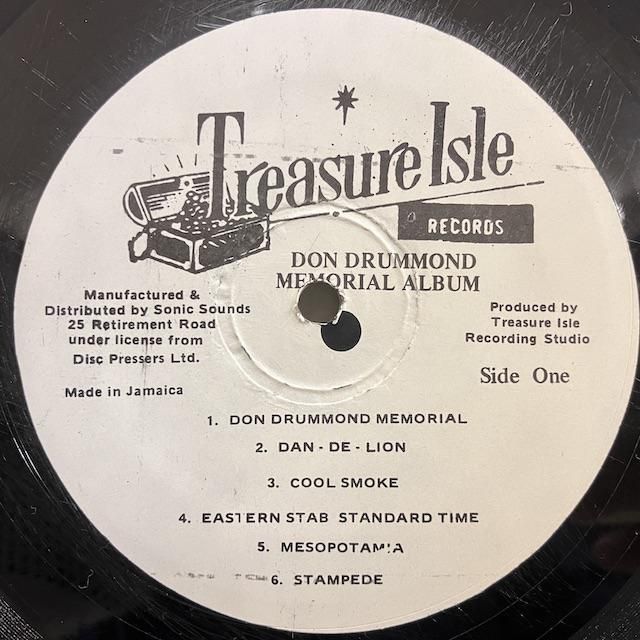 Treasure Isle
RECORDS
DON DRUMMOND
MEMORIAL ALBUM
Manufactured &
Distributed by Sonic Sounds
25 Retirement Road
under license from
Disc Pressers Ltd.
Made in Jamaica
Produced by
Treasure Isle
Recording Studio
Side One
1. DON DRUMMOND MEMORIAL
2. DAN - DE - LION
3. COOL SMOKE
4. EASTERN STAB STANDARD TIME
5. MESOPOTAMIA
6. STAMPEDE